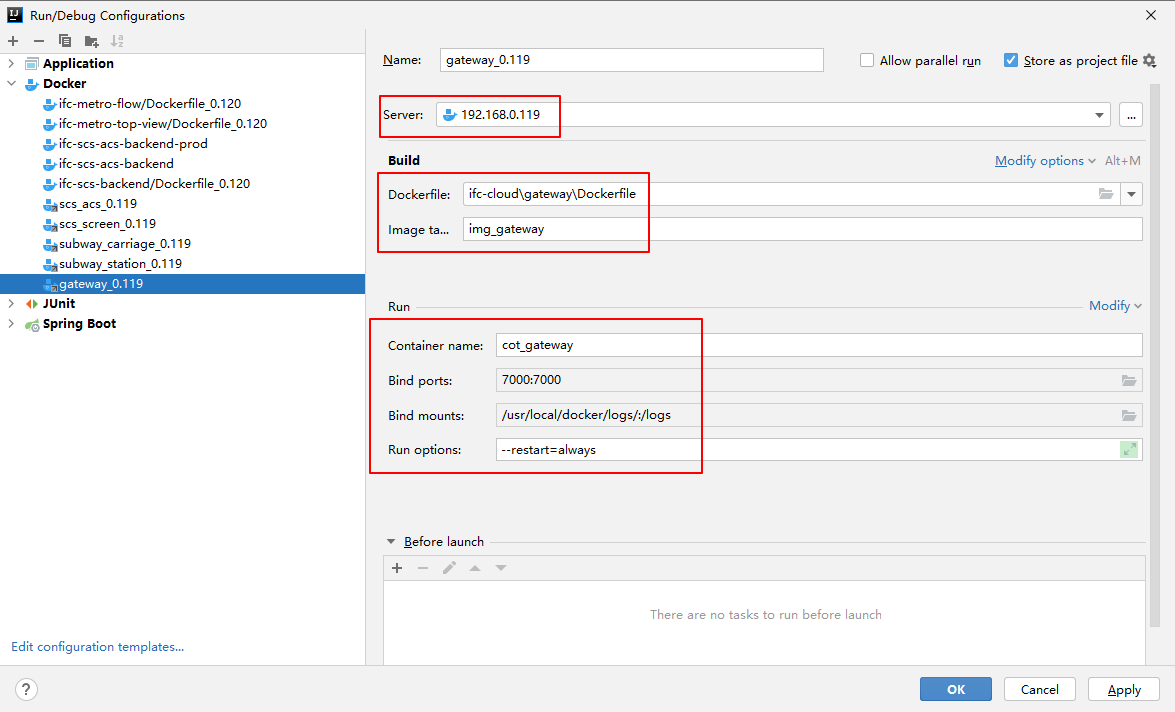 Run/Debug Configurations
Application
Docker
ifc-metro-flow/Dockerfile_0.120
ifc-metro-top-view/Dockerfile_0.120
ifc-scs-acs-backend-prod
ifc-scs-acs-backend
ifc-scs-backend/Dockerfile_0.120
scs_acs_0.119
scs_screen_0.119
subway_carriage_0.119
subway_station_0.119
gateway_0.119
JUnit
Spring Boot
Edit configuration templates...
Name: gateway_0.119 Allow parallel run Store as project file
Server: 192.168.0.119 ...
Build Modify options Alt+M
Dockerfile: ifc-cloud\gateway\Dockerfile
Image ta... img_gateway
Run Modify
Container name: cot_gateway
Bind ports: 7000:7000
Bind mounts: /usr/local/docker/logs/:/logs
Run options: --restart=always
Before launch
There are no tasks to run before launch
? OK Cancel Apply